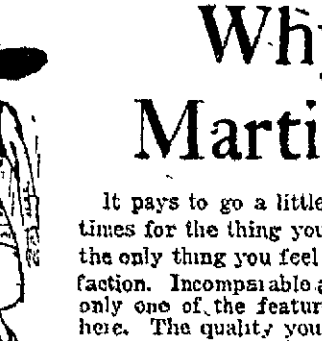 Why
Marti
It pays to go a little
times for the thing you
the only thing you feel
faction. Incomparable
only one of the featur
here. The quality you